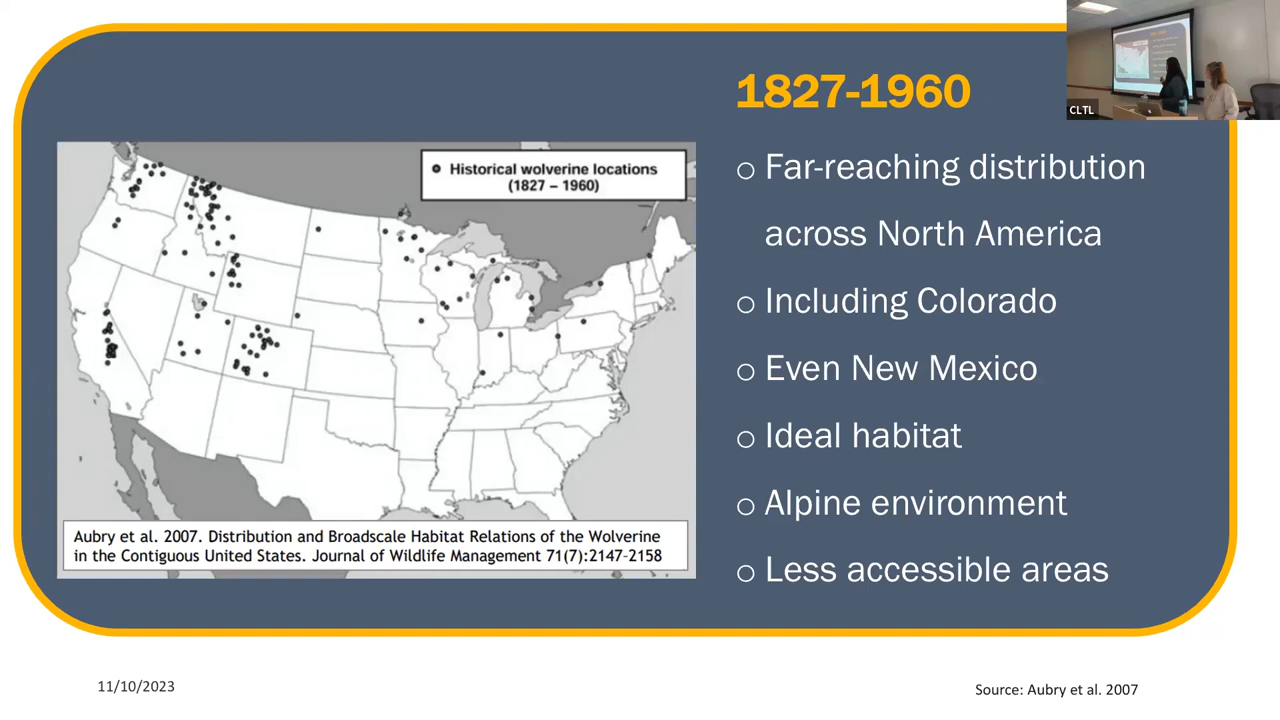 1827-1960
CLTL
Historical wolverine locations
(1827 – 1960)
Aubry et al. 2007. Distribution and Broadscale Habitat Relations of the Wolverine
in the Contiguous United States. Journal of Wildlife Management 71(7):2147-2158
Far-reaching distribution
across North America
Including Colorado
Even New Mexico
Ideal habitat
Alpine environment
Less accessible areas
11/10/2023
Source: Aubry et al. 2007